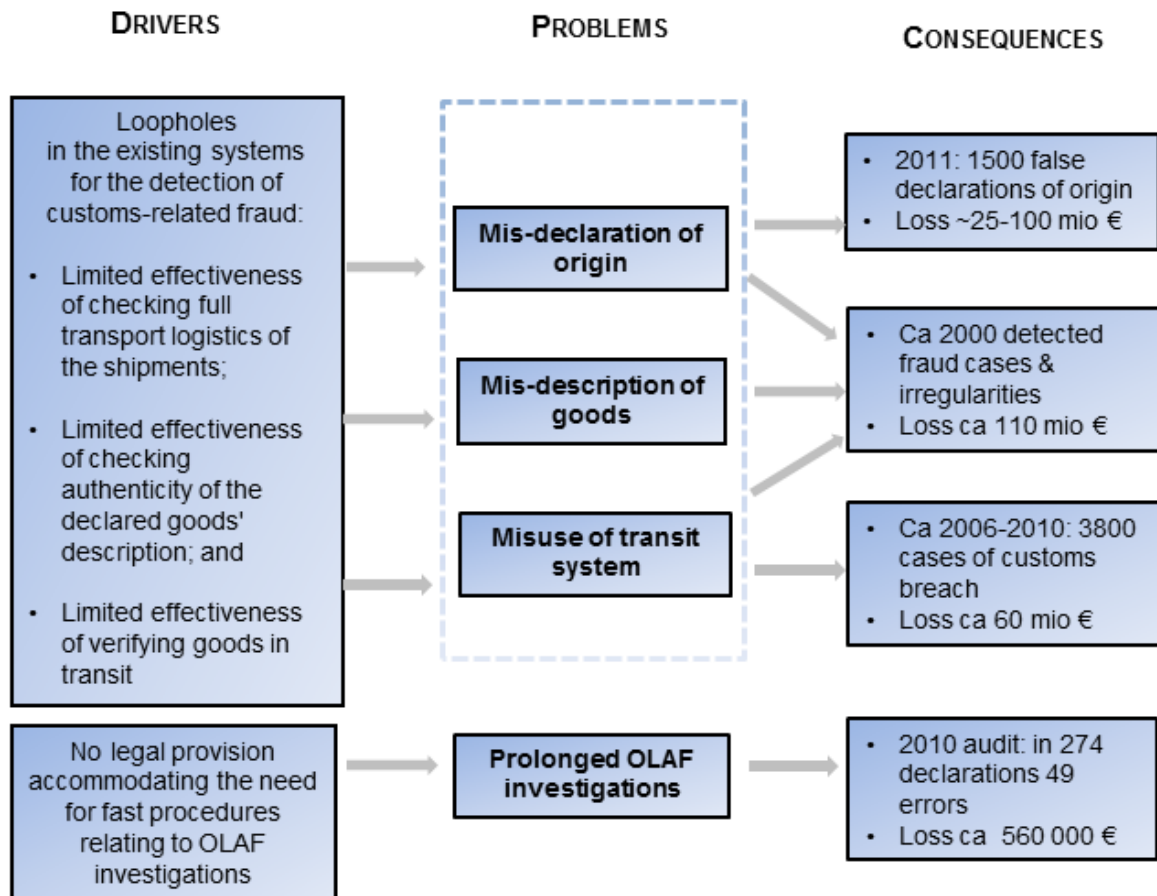 DRIVERS
PROBLEMS
CONSEQUENCES
Loopholes
in the existing systems
for the detection of
customs-related fraud:
• Limited effectiveness
of checking full
transport logistics of
the shipments;
• Limited effectiveness
of checking
authenticity of the
declared goods'
description; and
• Limited effectiveness
of verifying goods in
transit
No legal provision
accommodating the need
for fast procedures
relating to OLAF
investigations
Mis-declaration of
origin
Mis-description of
goods
Misuse of transit
system
Prolonged OLAF
investigations
• 2011: 1500 false
declarations of origin
• Loss ~25-100 mio €
• Ca 2000 detected
fraud cases &
irregularities
• Loss ca 110 mio €
• Ca 2006-2010: 3800
cases of customs
breach
• Loss ca 60 mio €
• 2010 audit: in 274
declarations 49
errors
• Loss ca 560 000 €